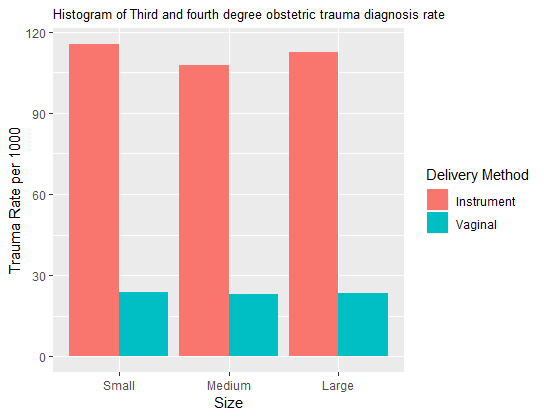 Histogram of Third and fourth degree obstetric trauma diagnosis rate
120
90
60
30
0
Trauma Rate per 1000
Small Medium Large
Size
Delivery Method
Instrument
Vaginal